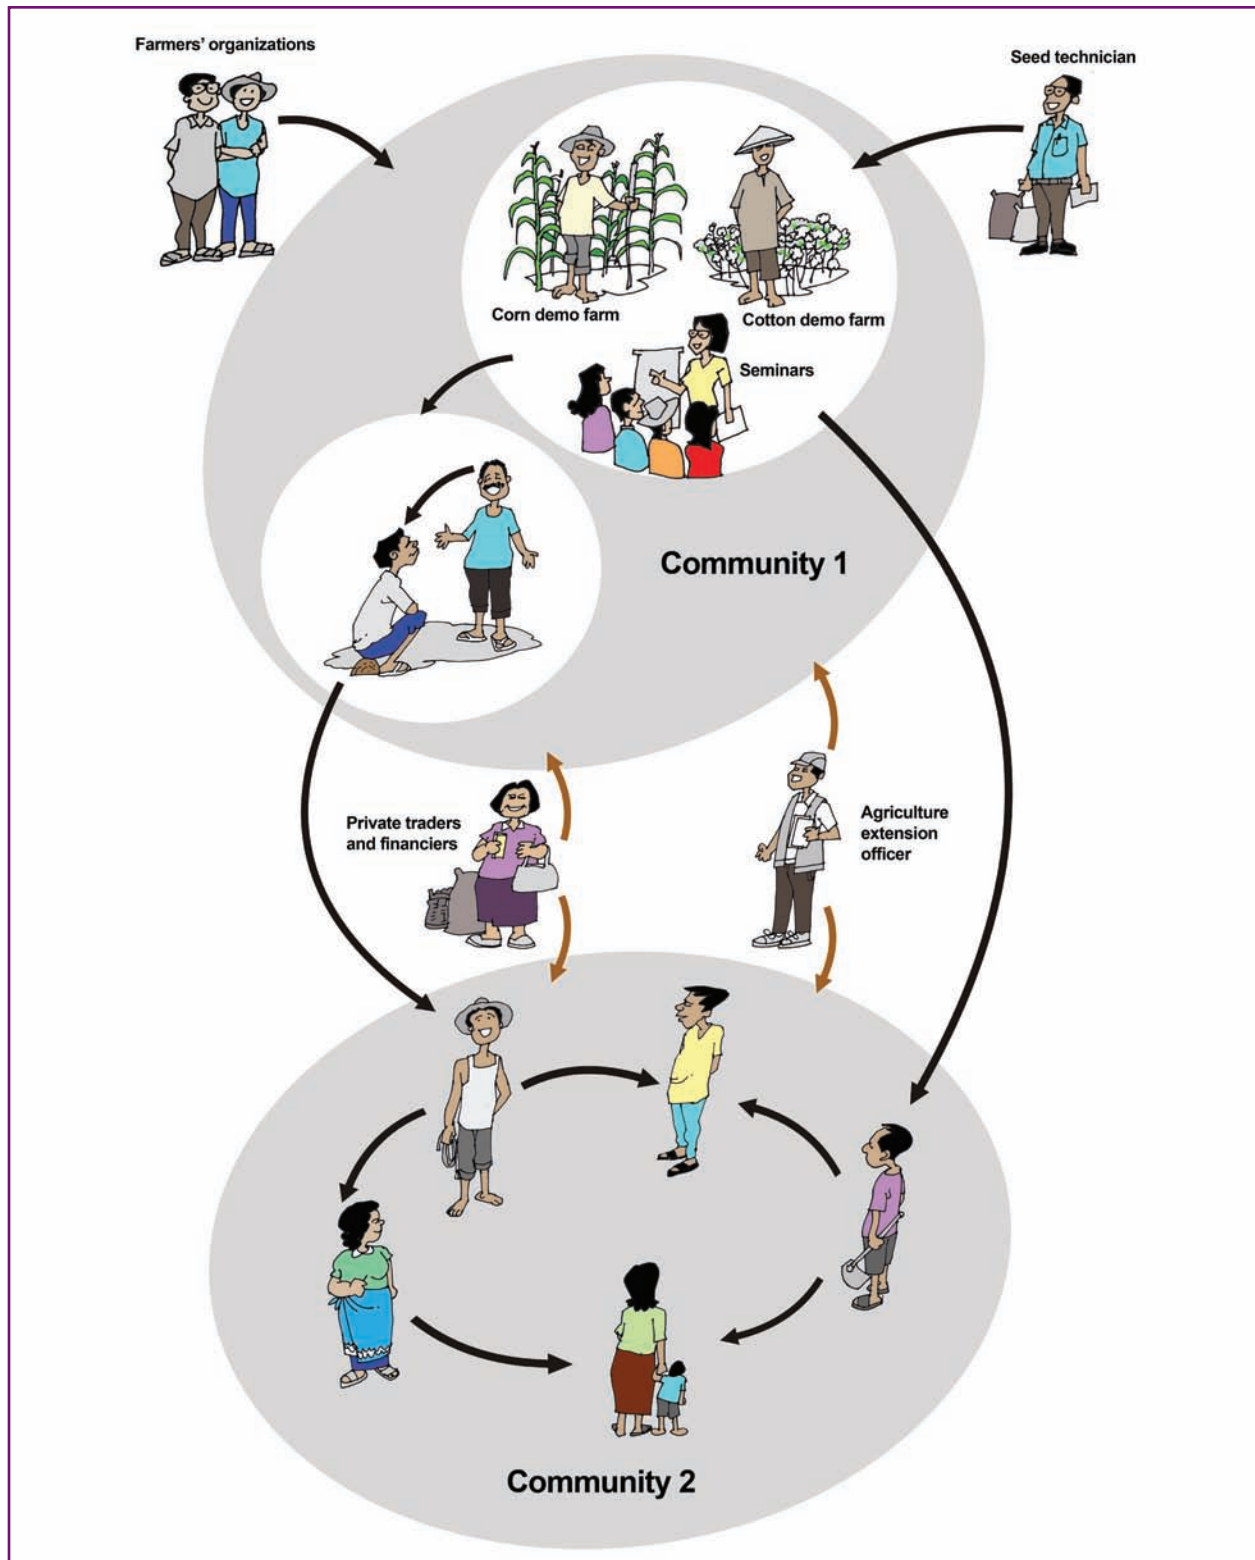 Farmers’ organizations
Seed technician
Corn demo farm
Cotton demo farm
Seminars
Community 1
Private traders
and financiers
Agriculture
extension
officer
Community 2